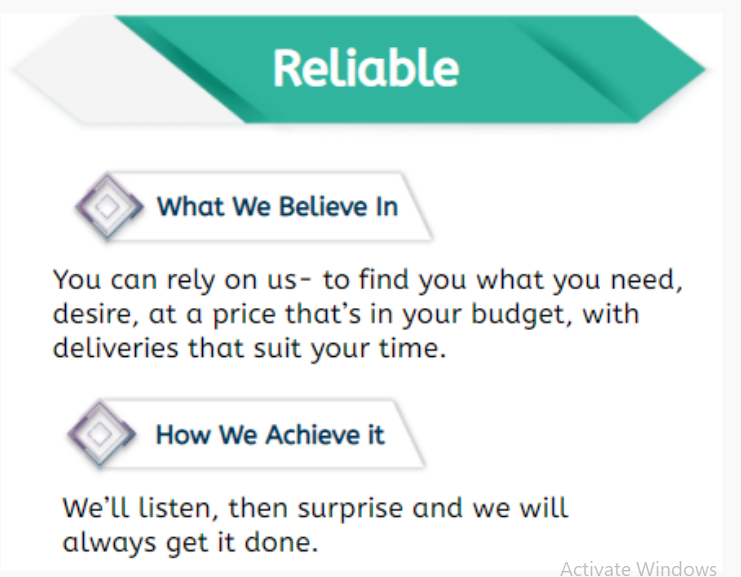 Reliable
What We Believe In
You can rely on us- to find you what you need,
desire, at a price that's in your budget, with
deliveries that suit your time.
How We Achieve it
We'll listen, then surprise and we will
always get it done.
Activate Windows